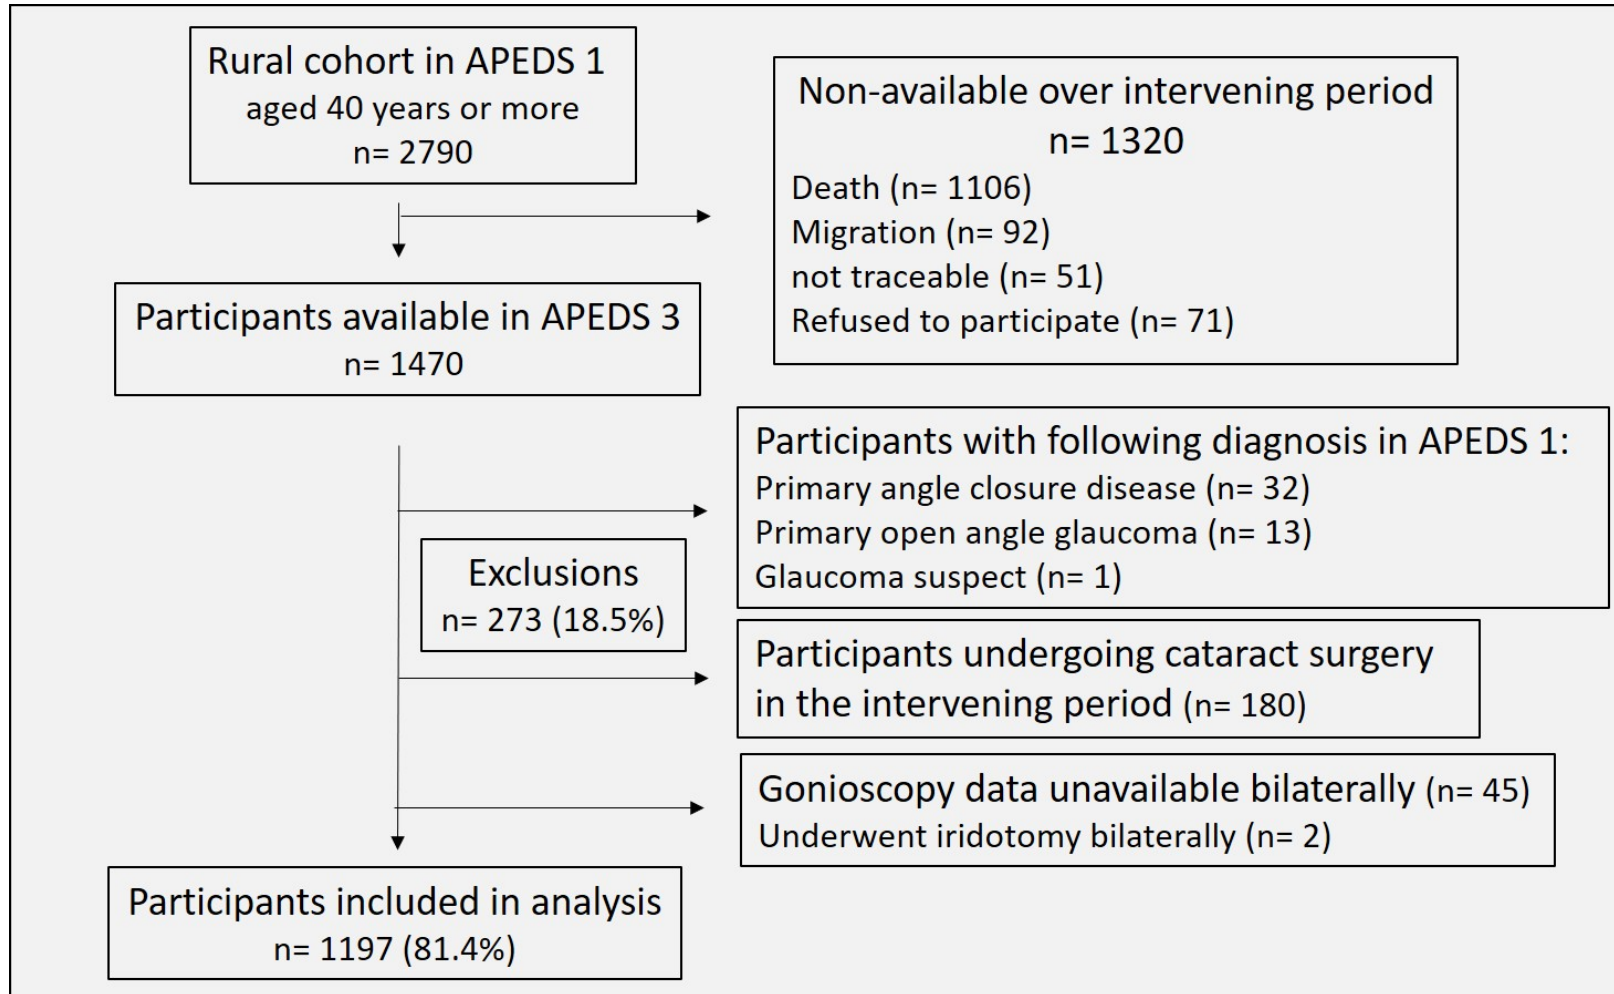 Rural cohort in APEDS 1
aged 40 years or more
n= 2790
Non-available over intervening period
n= 1320
Death (n= 1106)
Migration (n= 92)
not traceable (n= 51)
Refused to participate (n= 71)
Participants available in APEDS 3
n= 1470
Participants with following diagnosis in APEDS 1:
Primary angle closure disease (n= 32)
Primary open angle glaucoma (n= 13)
Glaucoma suspect (n= 1)
Exclusions
n= 273 (18.5%)
Participants undergoing cataract surgery
in the intervening period (n= 180)
Gonioscopy data unavailable bilaterally (n= 45)
Underwent iridotomy bilaterally (n= 2)
Participants included in analysis
n= 1197 (81.4%)